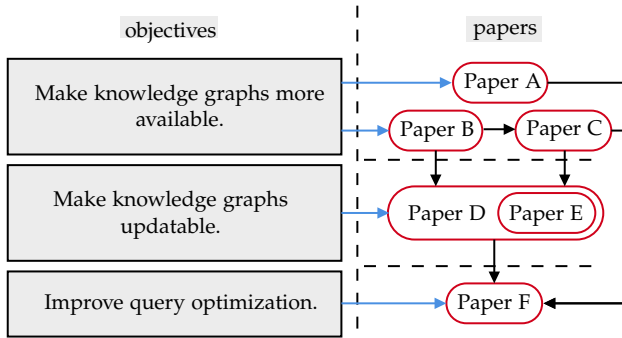 objectives
papers
Make knowledge graphs more
available.
Paper A
Paper B
Paper C
Make knowledge graphs
updatable.
Paper D
Paper E
Improve query optimization.
Paper F